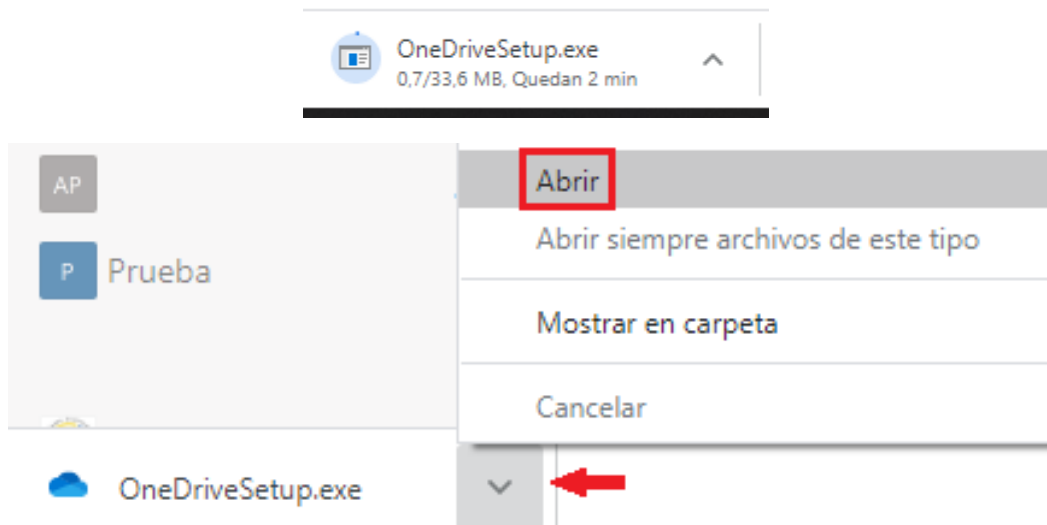 OneDriveSetup.exe
0,7/33,6 MB, Quedan 2 min
AP
Abrir
Abrir siempre archivos de este tipo
P Prueba
Mostrar en carpeta
Cancelar
OneDriveSetup.exe